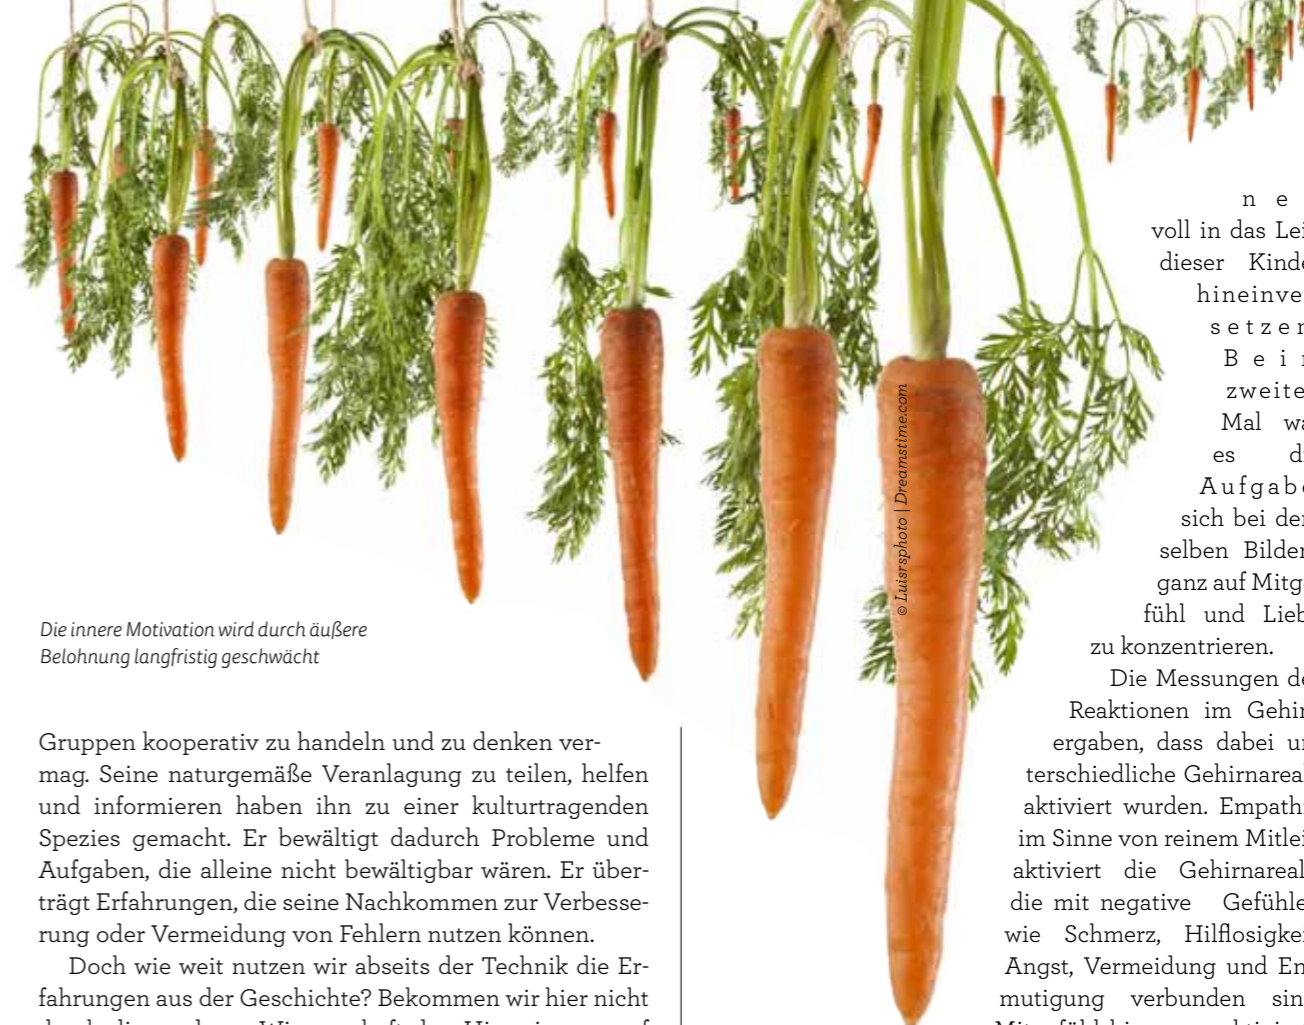 © Luisrsphoto | Dreamstime.com
Die innere Motivation wird durch äußere
Belohnung langfristig geschwächt
Gruppen kooperativ zu handeln und zu denken ver-
mag. Seine naturgemäße Veranlagung zu teilen, helfen
und informieren haben ihn zu einer kulturtragenden
Spezies gemacht. Er bewältigt dadurch Probleme und
Aufgaben, die alleine nicht bewältigbar wären. Er über-
trägt Erfahrungen, die seine Nachkommen zur Verbesse-
rung oder Vermeidung von Fehlern nutzen können.
Doch wie weit nutzen wir abseits der Technik die Er-
fahrungen aus der Geschichte? Bekommen wir hier nicht
ne
voll in das
dieser
setzen
zweite
Mal
es
Aufgabe
sich bei
selben Bilder
ganz auf
fühl und
zu konzentrieren.
Die Messungen
Reaktionen im
ergaben, dass dabei
terschiedliche
aktiviert wurden.
im Sinne von reinem
aktiviert die
die mit negative
wie Schmerz,
Angst, Vermeidung und
mutigung verbunden